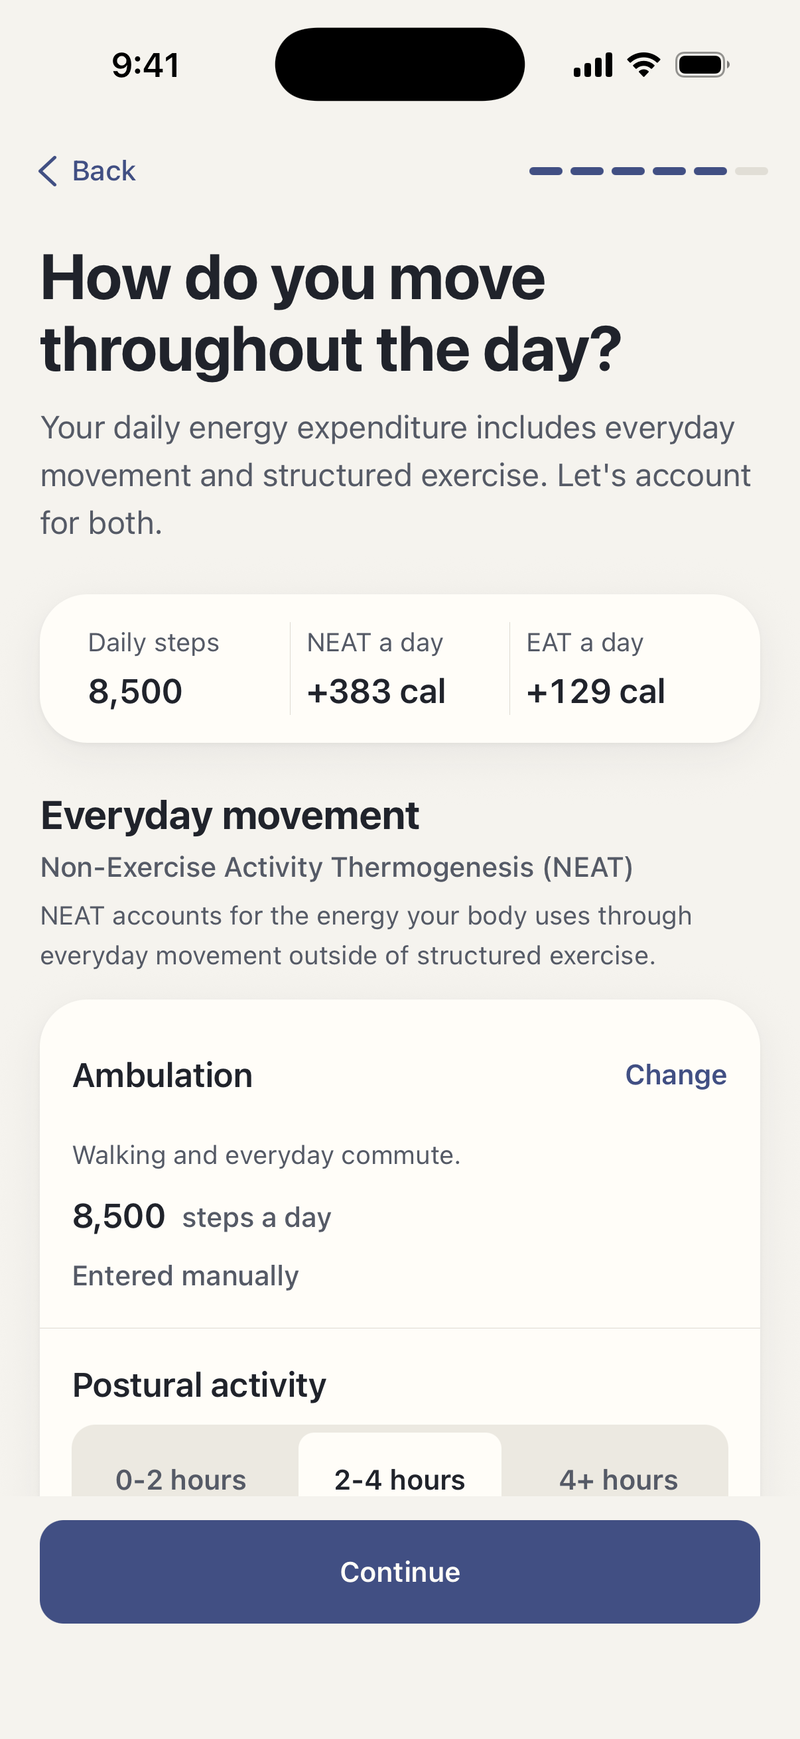 9:41
Back
How do you move
throughout the day?
Your daily energy expenditure includes everyday
movement and structured exercise. Let's account
for both.
Daily steps
8,500
NEAT a day
+383 cal
EAT a day
+129 cal
Everyday movement
Non-Exercise Activity Thermogenesis (NEAT)
NEAT accounts for the energy your body uses through
everyday movement outside of structured exercise.
Ambulation
Change
Walking and everyday commute.
8,500 steps a day
Entered manually
Postural activity
0-2 hours
2-4 hours
4+ hours
Continue